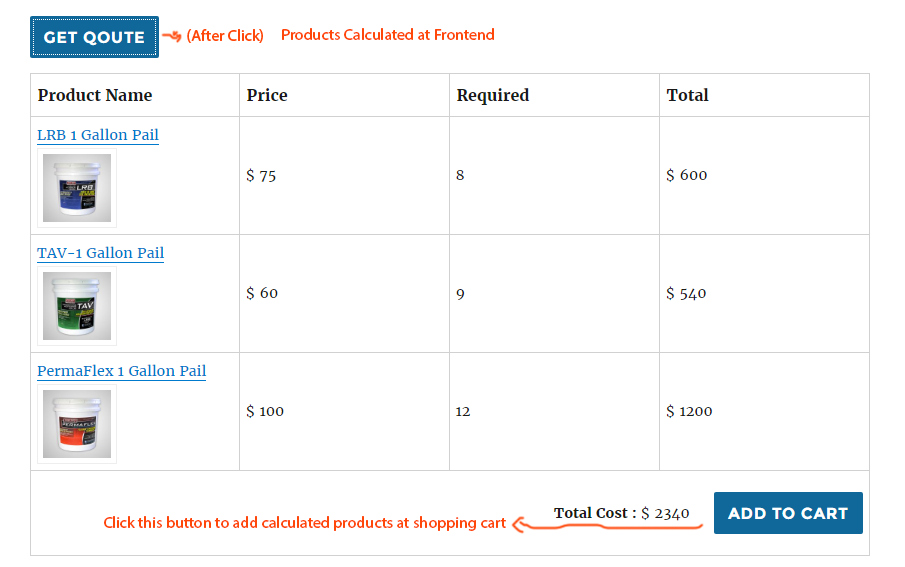 GET QOUTE (After Click) Products Calculated at Frontend
Product Name Price Required Total
LRB 1 Gallon Pail
LRB
$ 75 8 $ 600
TAV-1 Gallon Pail
TAV
$ 60 9 $ 540
PermaFlex 1 Gallon Pail
$ 100 12 $ 1200
Total Cost : $ 2340 ADD TO CART
Click this button to add calculated products at shopping cart